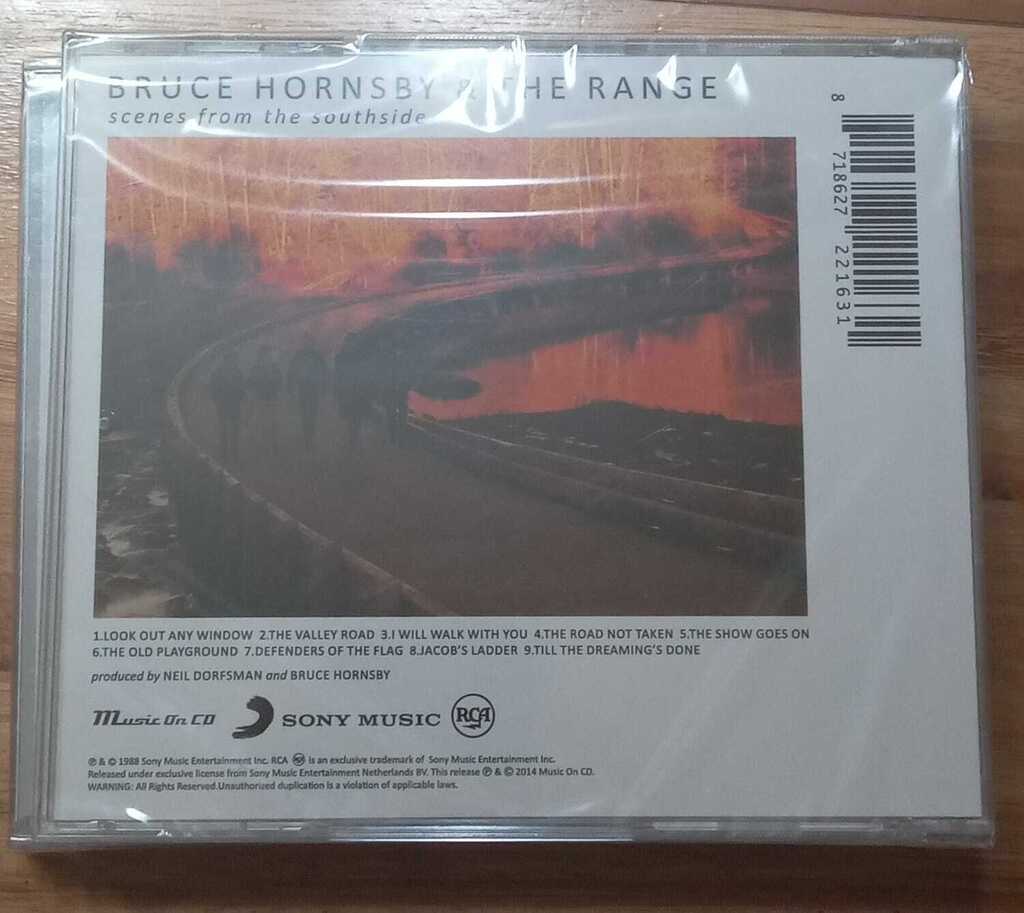 BRUCE HORNSBY & THE RANGE
scenes from the southside
8 718627 221631
1.LOOK OUT ANY WINDOW 2.THE VALLEY ROAD 3.I WILL WALK WITH YOU 4.THE ROAD NOT TAKEN 5.THE SHOW GOES ON
6.THE OLD PLAYGROUND 7.DEFENDERS OF THE FLAG 8.JACOB'S LADDER 9.TILL THE DREAMING'S DONE
produced by NEIL DORFSMAN and BRUCE HORNSBY
Music On CD SONY MUSIC RCA
℗ & © 1988 Sony Music Entertainment Inc. RCA RCA is an exclusive trademark of Sony Music Entertainment Inc.
Released under exclusive license from Sony Music Entertainment Netherlands BV. This release ℗ & © 2014 Music On CD.
WARNING: All Rights Reserved.Unauthorized duplication is a violation of applicable laws.